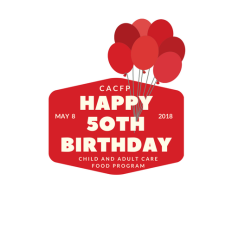 CACFP
HAPPY
MAY 8 50TH 2018
BIRTHDAY
CHILD AND ADULT CARE
FOOD PROGRAM